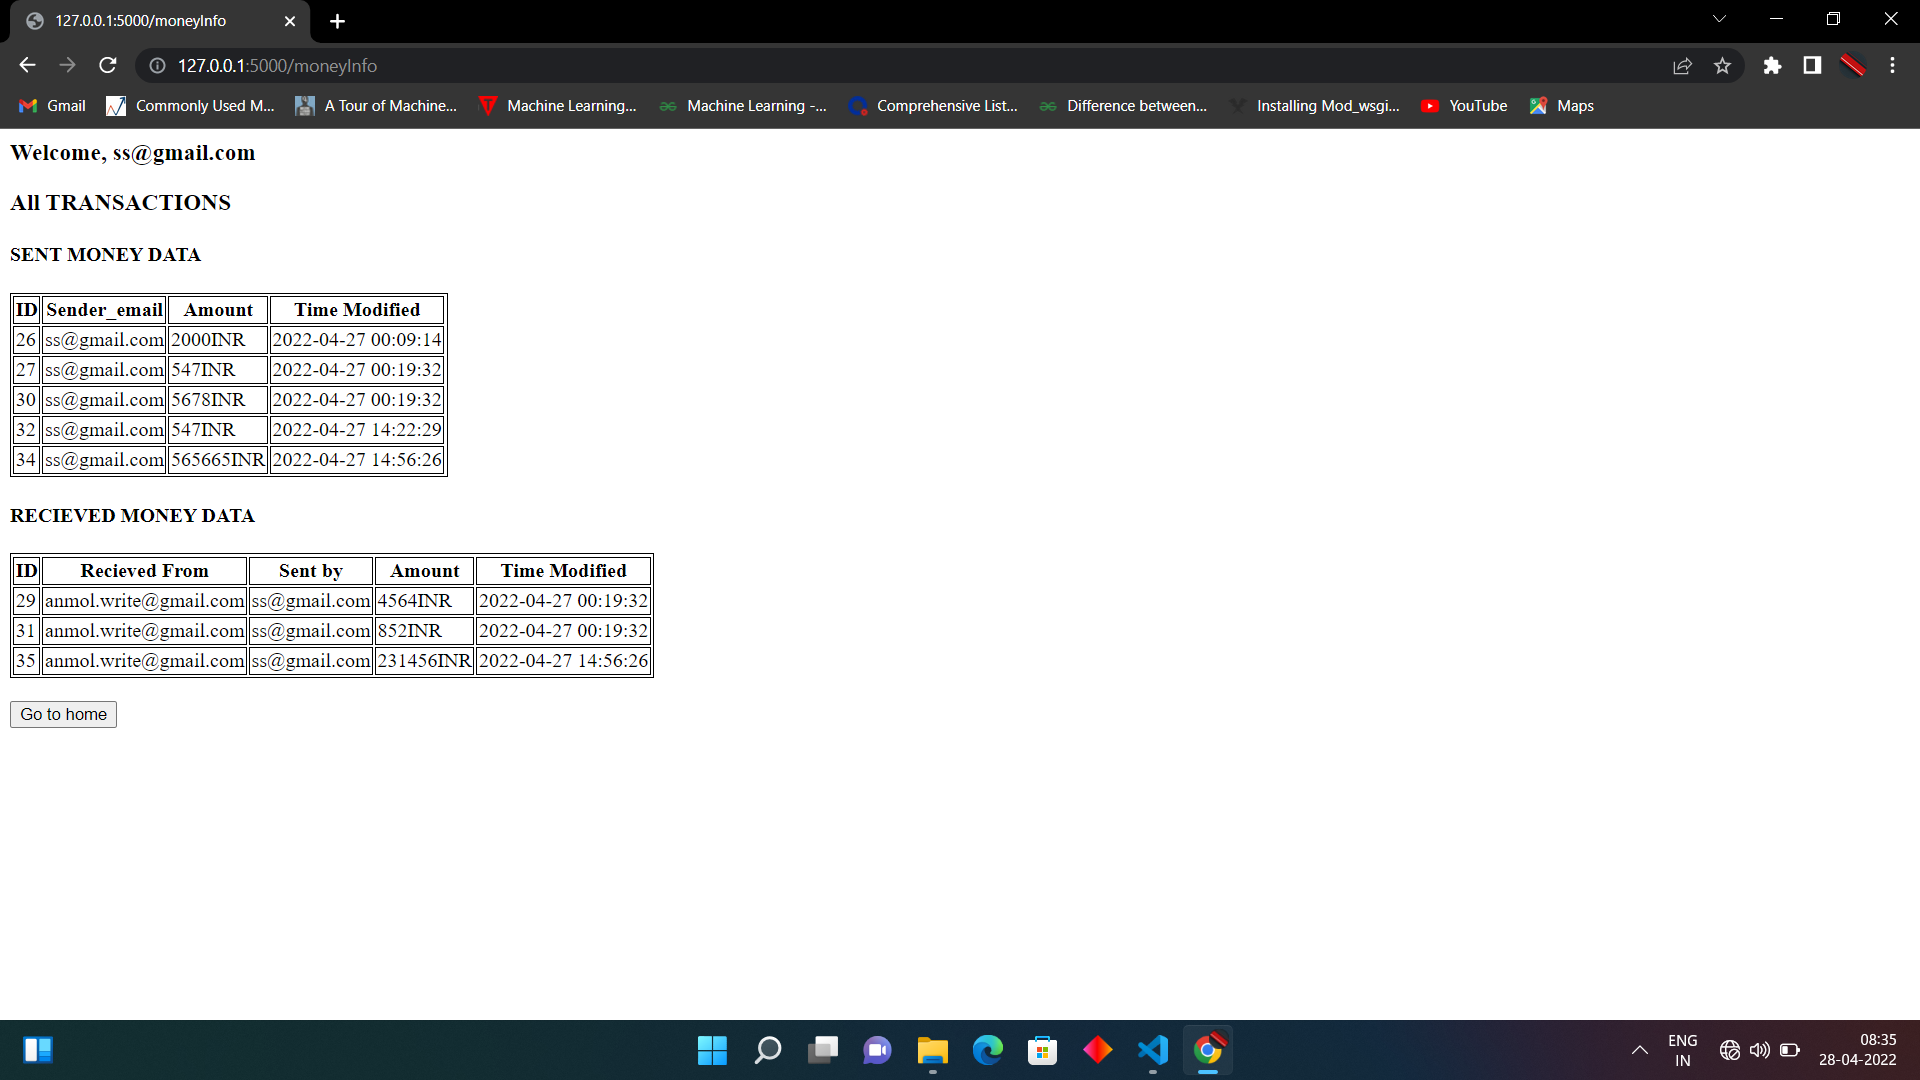 127.0.0.1:5000/moneyInfo
127.0.0.1:5000/moneyInfo
Gmail Commonly Used M... A Tour of Machine... Machine Learning... Machine Learning -... Comprehensive List... Difference between... Installing Mod_wsgi... YouTube Maps
Welcome, ss@gmail.com
All TRANSACTIONS
SENT MONEY DATA
ID Sender_email Amount Time Modified
26 ss@gmail.com 2000INR 2022-04-27 00:09:14
27 ss@gmail.com 547INR 2022-04-27 00:19:32
30 ss@gmail.com 5678INR 2022-04-27 00:19:32
32 ss@gmail.com 547INR 2022-04-27 14:22:29
34 ss@gmail.com 565665INR 2022-04-27 14:56:26
RECIEVED MONEY DATA
ID Recieved From Sent by Amount Time Modified
29 anmol.write@gmail.com ss@gmail.com 4564INR 2022-04-27 00:19:32
31 anmol.write@gmail.com ss@gmail.com 852INR 2022-04-27 00:19:32
35 anmol.write@gmail.com ss@gmail.com 231456INR 2022-04-27 14:56:26
Go to home
ENG 08:35
IN 28-04-2022